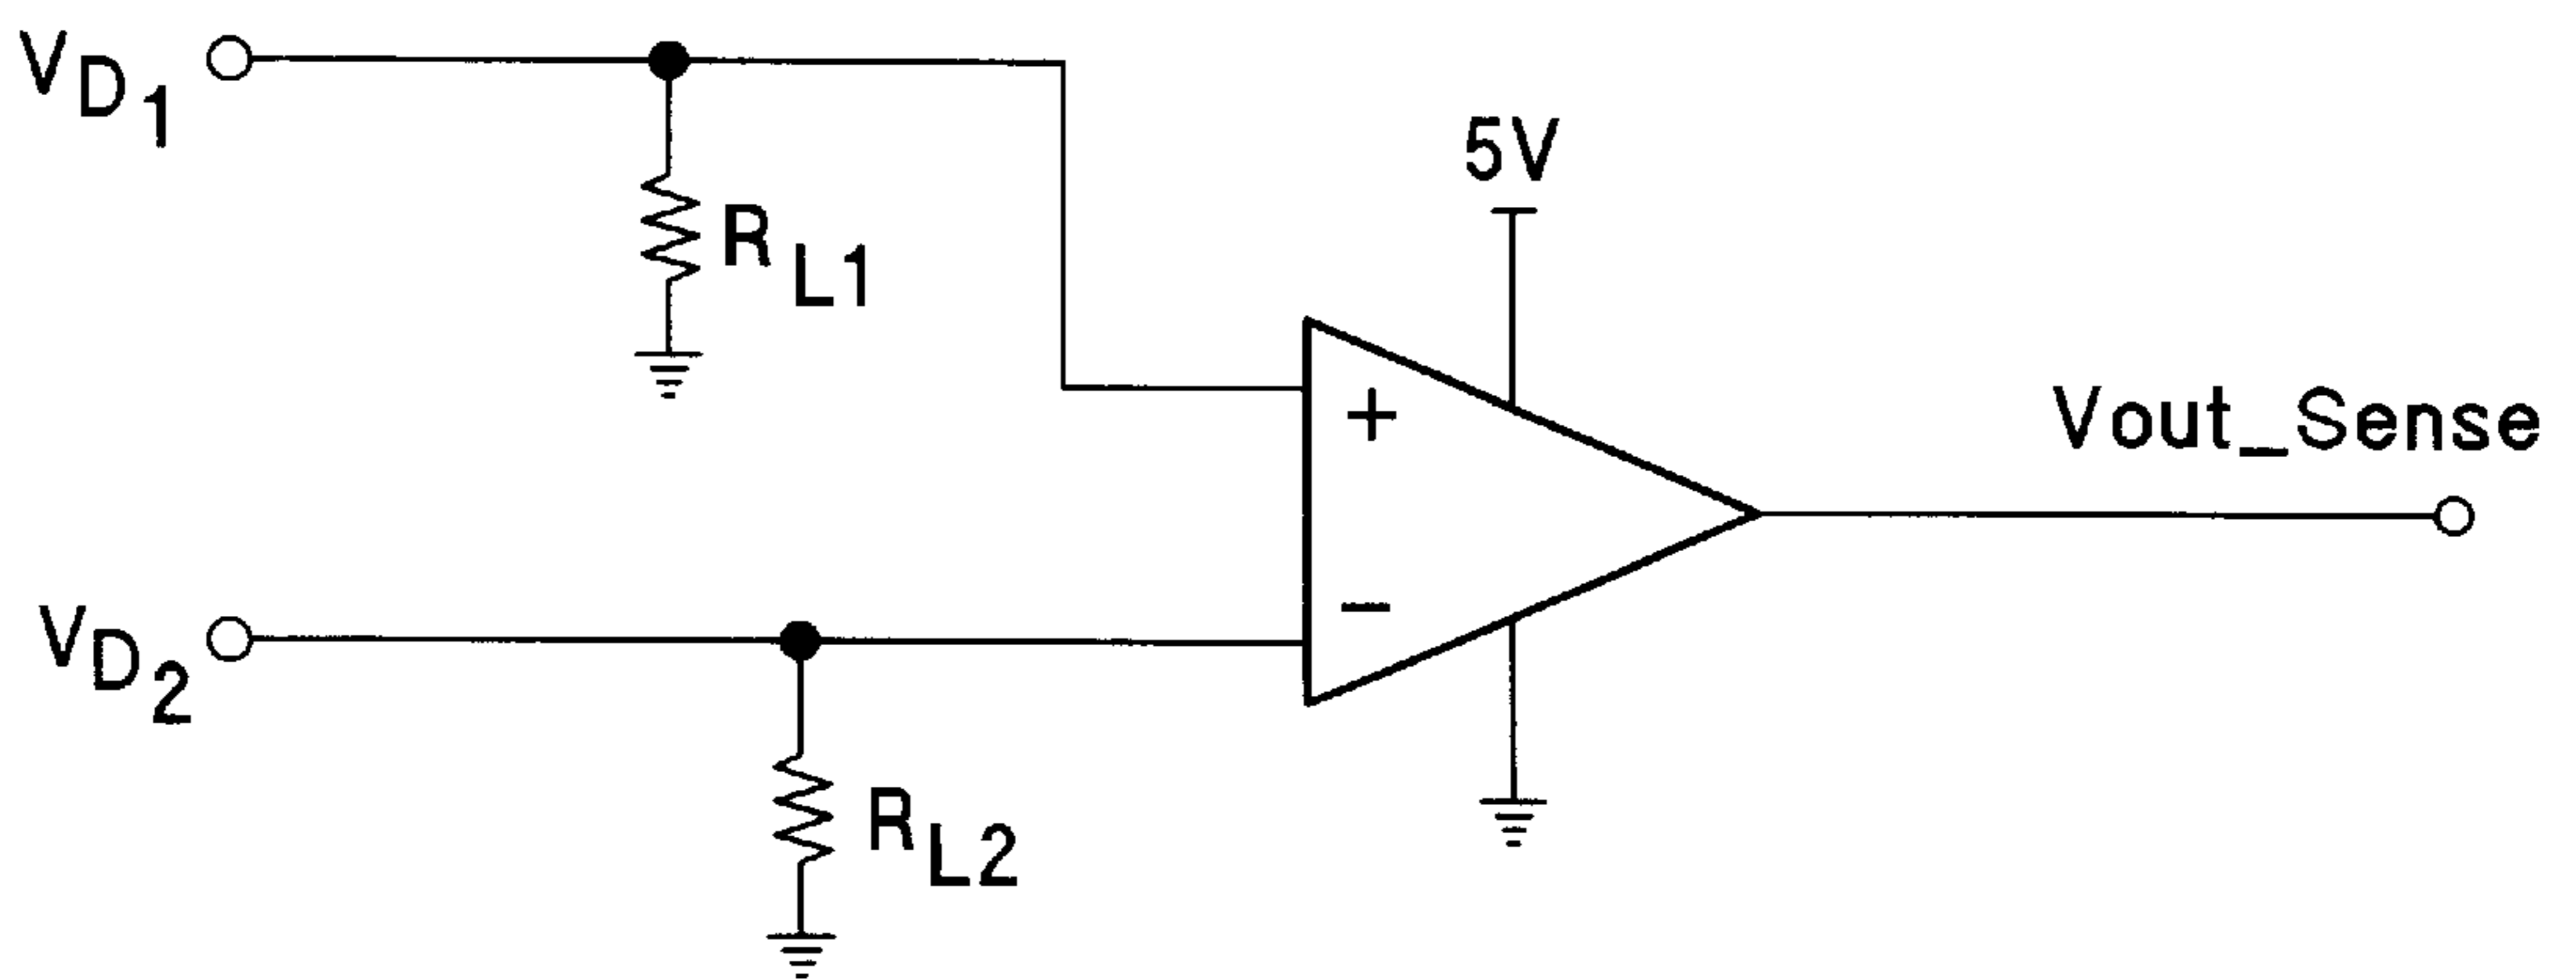 VD1
RL1
5V
+
Vout_Sense
−
VD2
RL2